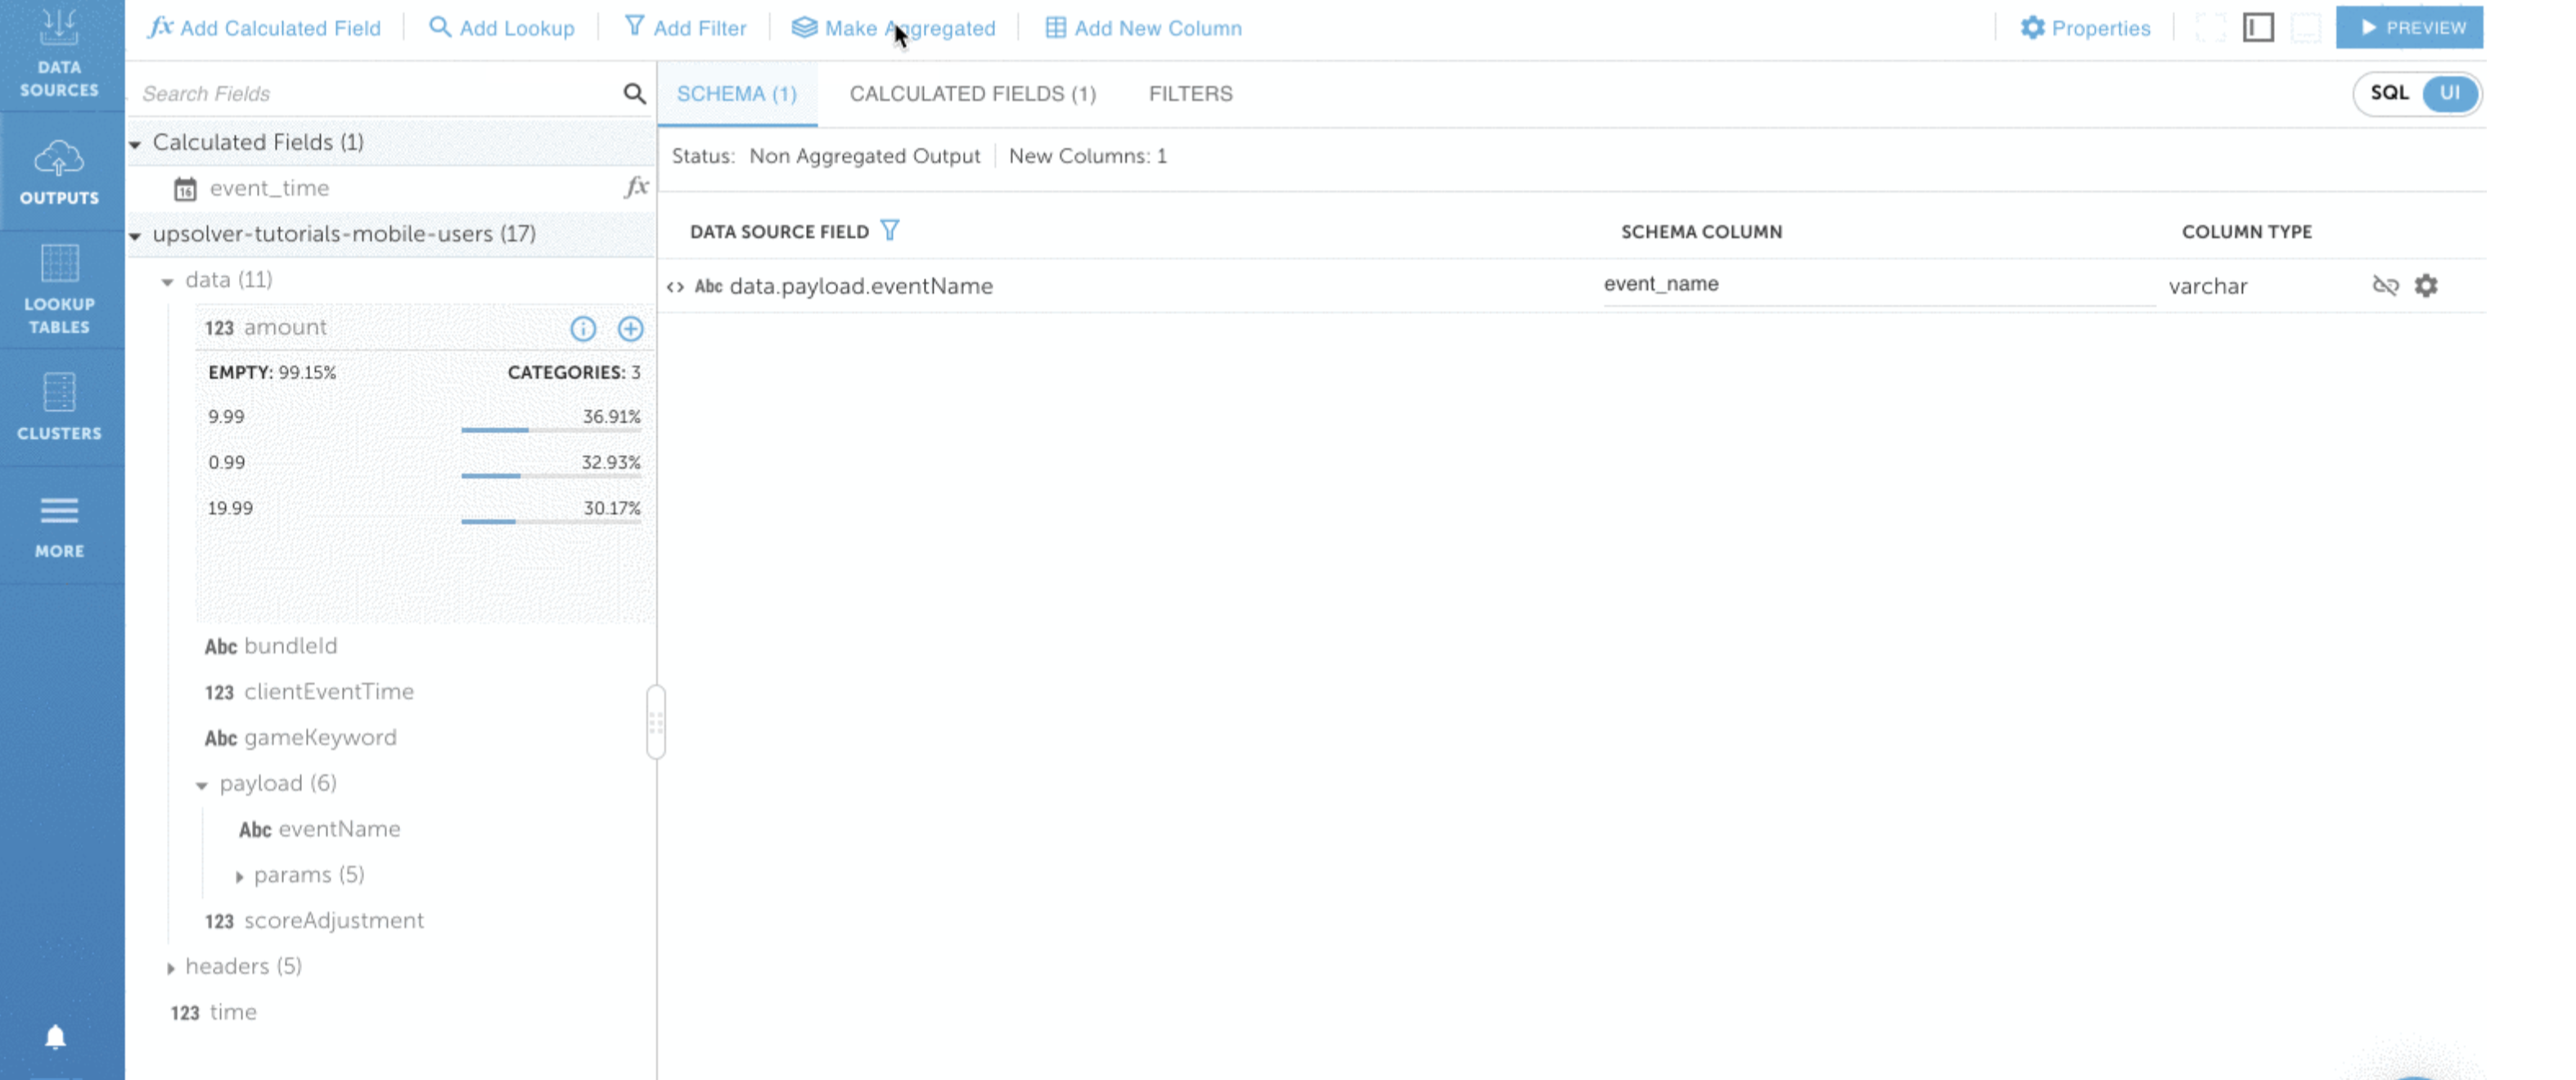 fx Add Calculated Field
Add Lookup
Add Filter
Make Aggregated
Add New Column
Properties
PREVIEW
DATA
SOURCES
OUTPUTS
LOOKUP
TABLES
CLUSTERS
MORE
Search Fields
Calculated Fields (1)
16 event_time fx
upsolver-tutorials-mobile-users (17)
data (11)
123 amount
EMPTY: 99.15% CATEGORIES: 3
9.99 36.91%
0.99 32.93%
19.99 30.17%
Abc bundleId
123 clientEventTime
Abc gameKeyword
payload (6)
Abc eventName
params (5)
123 scoreAdjustment
headers (5)
123 time
SCHEMA (1) CALCULATED FIELDS (1) FILTERS
SQL UI
Status: Non Aggregated Output New Columns: 1
DATA SOURCE FIELD SCHEMA COLUMN COLUMN TYPE
<> Abc data.payload.eventName event_name varchar